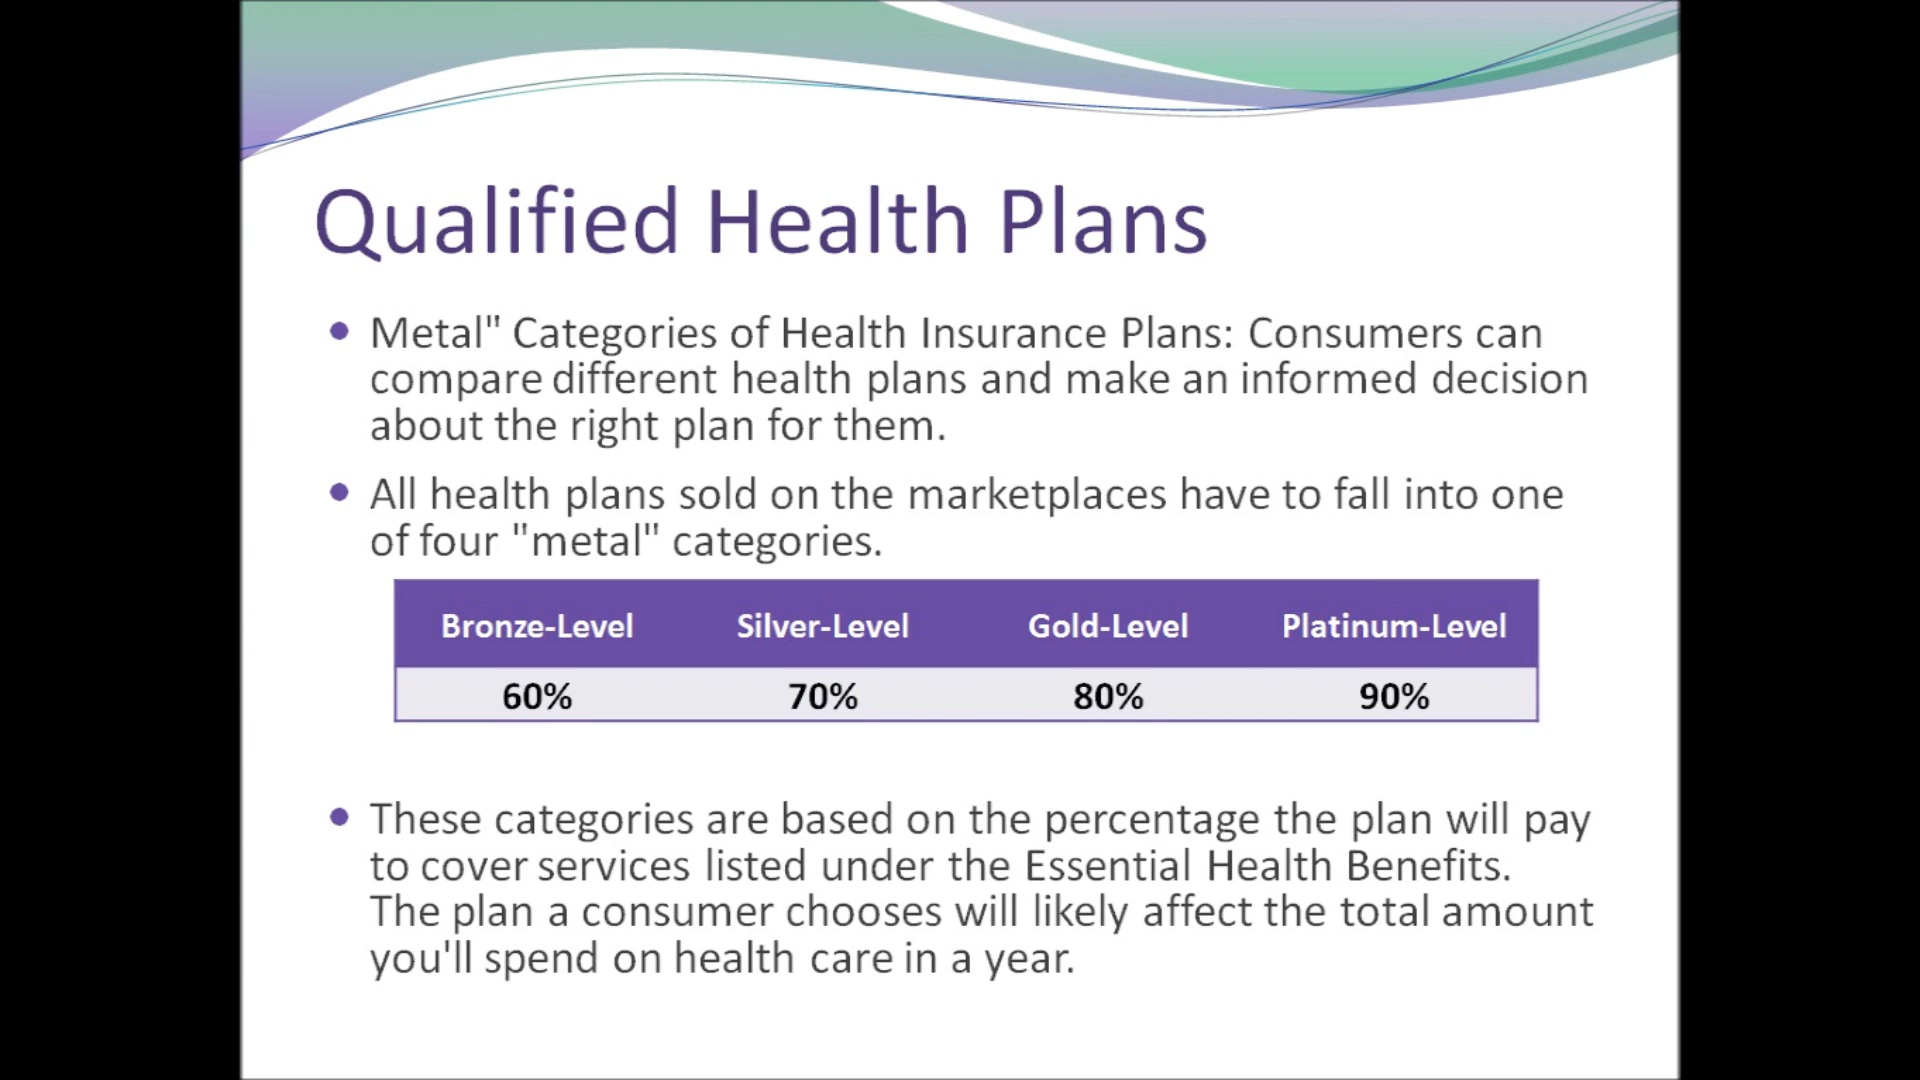 Qualified Health Plans
Metal" Categories of Health Insurance Plans: Consumers can
compare different health plans and make an informed decision
about the right plan for them.
All health plans sold on the marketplaces have to fall into one
of four "metal" categories.
Bronze-Level Silver-Level Gold-Level Platinum-Level
60% 70% 80% 90%
These categories are based on the percentage the plan will pay
to cover services listed under the Essential Health Benefits.
The plan a consumer chooses will likely affect the total amount
you'll spend on health care in a year.